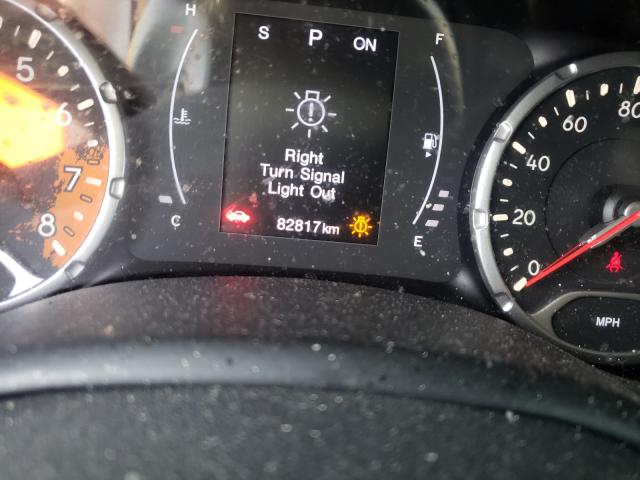 H
S P ON
F
5
6
7
8
Right
Turn Signal
Light Out
82817km
C
E
80
60
40
20
0
MPH